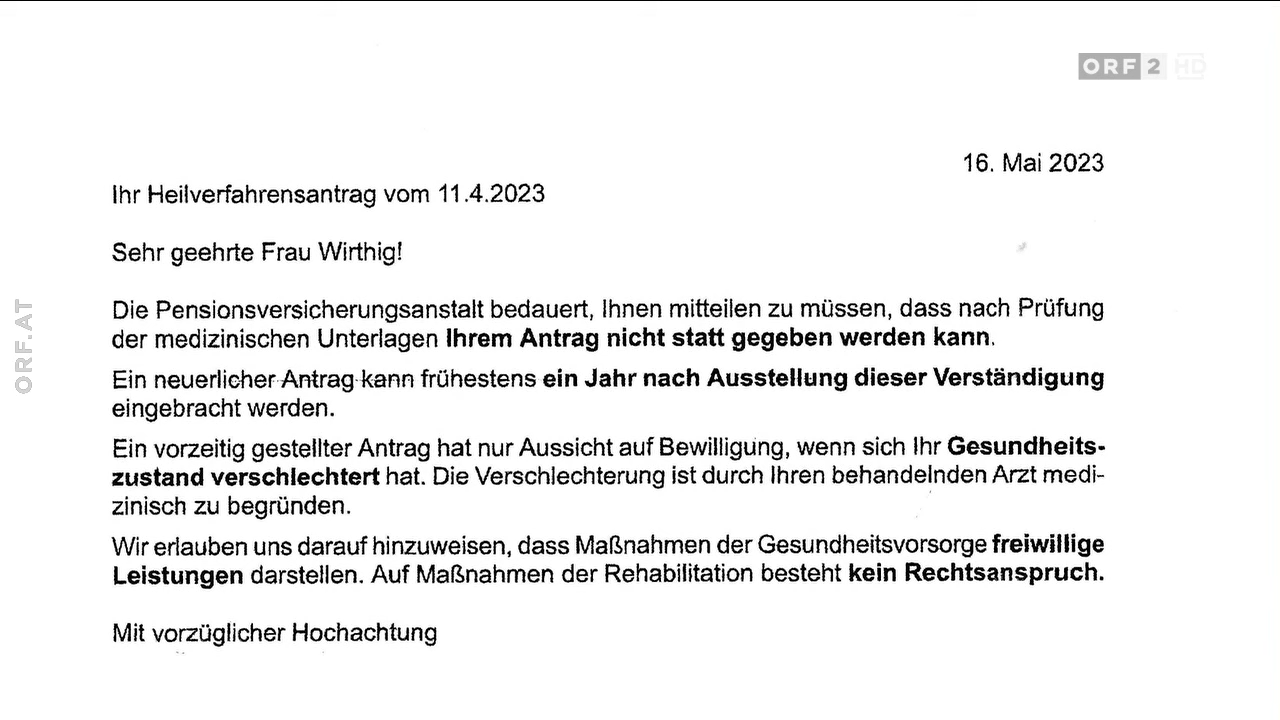 ORF 2 HD
16. Mai 2023
Ihr Heilverfahrensantrag vom 11.4.2023
Sehr geehrte Frau Wirthig!
Die Pensionsversicherungsanstalt bedauert, Ihnen mitteilen zu müssen, dass nach Prüfung
der medizinischen Unterlagen Ihrem Antrag nicht statt gegeben werden kann.
Ein neuerlicher Antrag kann frühestens ein Jahr nach Ausstellung dieser Verständigung
eingebracht werden.
Ein vorzeitig gestellter Antrag hat nur Aussicht auf Bewilligung, wenn sich Ihr Gesundheits-
zustand verschlechtert hat. Die Verschlechterung ist durch Ihren behandelnden Arzt medi-
zinisch zu begründen.
Wir erlauben uns darauf hinzuweisen, dass Maßnahmen der Gesundheitsvorsorge freiwillige
Leistungen darstellen. Auf Maßnahmen der Rehabilitation besteht kein Rechtsanspruch.
Mit vorzüglicher Hochachtung
ORF.AT